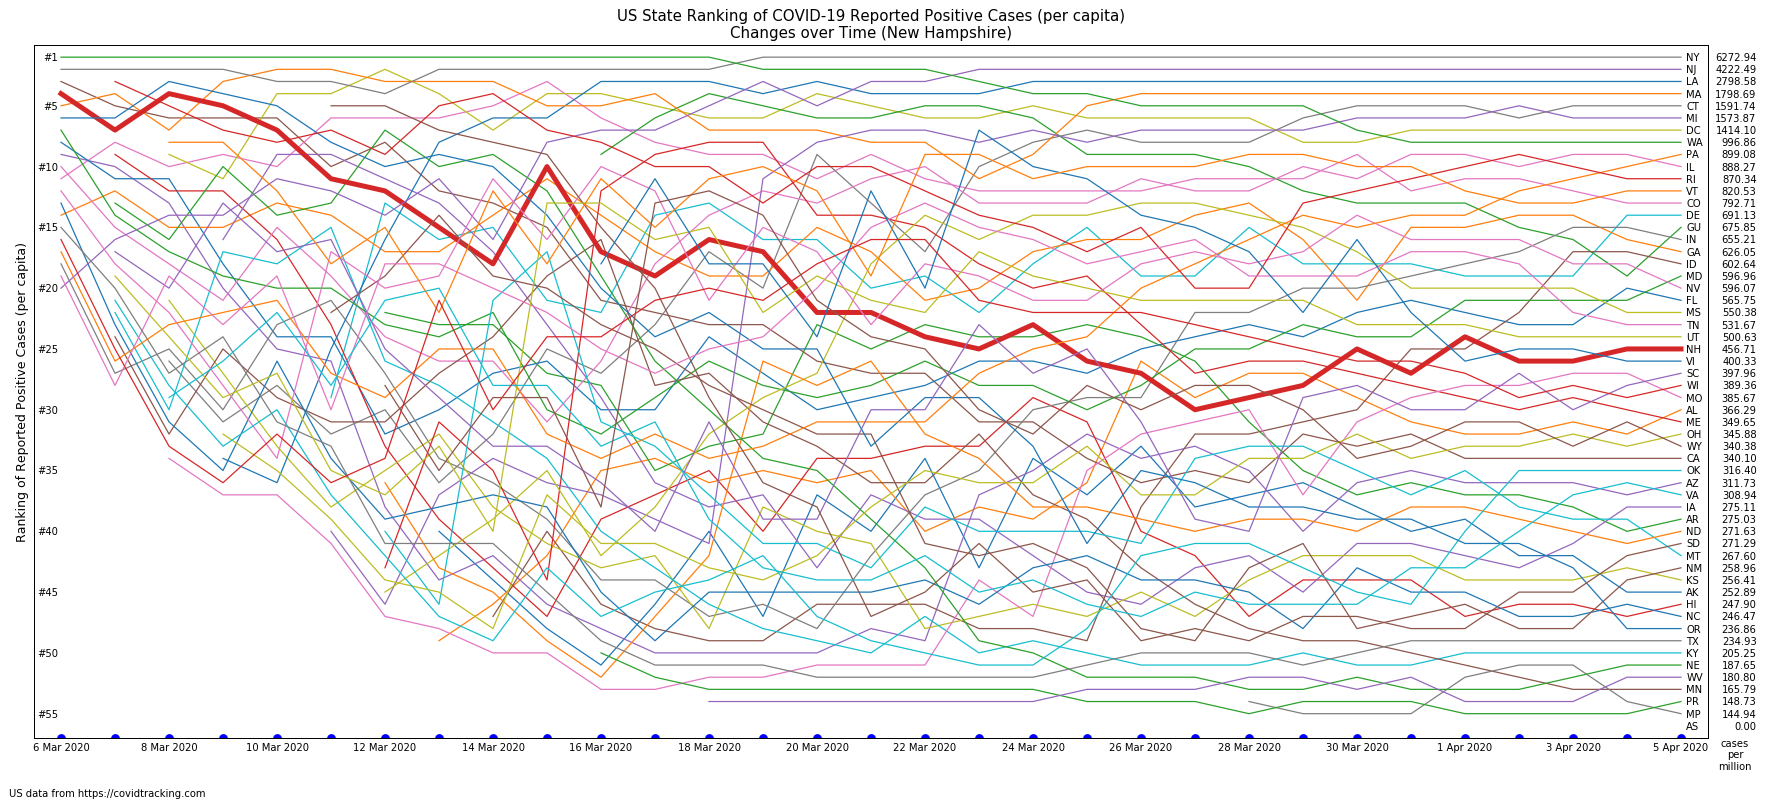 US State Ranking of COVID-19 Reported Positive Cases (per capita)
Changes over Time (New Hampshire)
Ranking of Reported Positive Cases (per capita)
#1
#5
#10
#15
#20
#25
#30
#35
#40
#45
#50
#55
NY 6272.94
NJ 4222.49
LA 2798.58
MA 1798.69
CT 1591.74
MI 1573.87
DC 1414.10
WA 996.86
PA 899.08
IL 888.27
RI 870.34
VT 820.53
CO 792.71
DE 691.13
GU 675.85
IN 655.21
GA 626.05
ID 602.64
MD 596.96
NV 596.07
FL 565.75
MS 550.38
TN 531.67
UT 500.63
NH 456.71
VI 400.33
SC 397.96
WI 389.36
MO 385.67
AL 366.29
ME 349.65
OH 345.88
WY 340.38
CA 340.10
OK 316.40
AZ 311.73
VA 308.94
IA 275.11
AR 275.03
ND 271.63
SD 271.29
MT 267.60
NM 258.96
KS 256.41
AK 252.89
HI 247.90
NC 246.47
OR 236.86
TX 234.93
KY 205.25
NE 187.65
WV 180.80
MN 165.79
PR 148.73
MP 144.94
AS 0.00
6 Mar 2020 8 Mar 2020 10 Mar 2020 12 Mar 2020 14 Mar 2020 16 Mar 2020 18 Mar 2020 20 Mar 2020 22 Mar 2020 24 Mar 2020 26 Mar 2020 28 Mar 2020 30 Mar 2020 1 Apr 2020 3 Apr 2020 5 Apr 2020
cases
per
million
US data from https://covidtracking.com